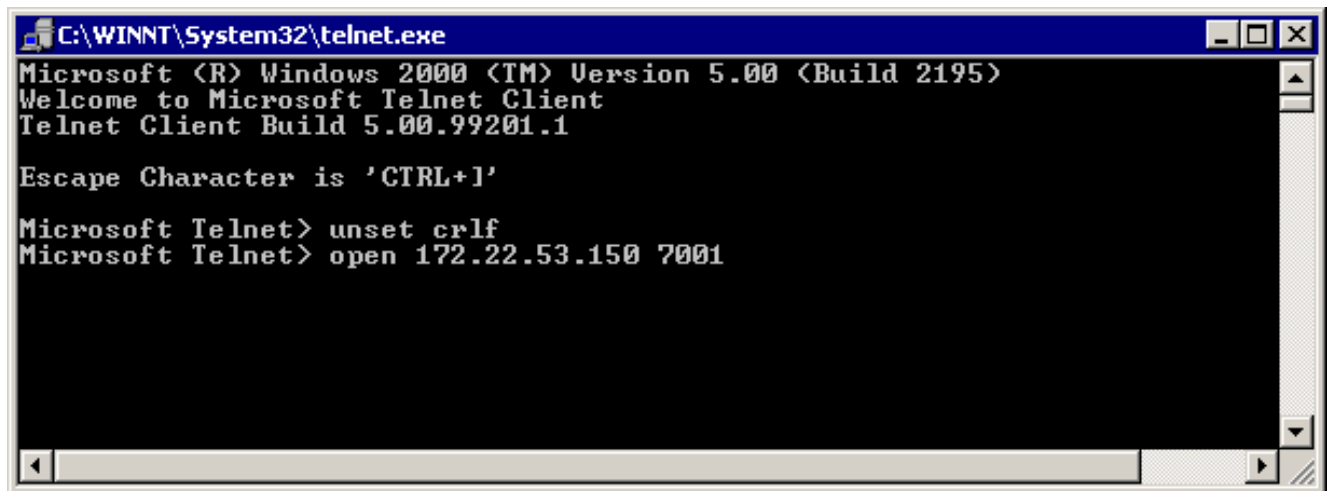 C:\WINNT\System32\telnet.exe
Microsoft (R) Windows 2000 (TM) Version 5.00 (Build 2195)
Welcome to Microsoft Telnet Client
Telnet Client Build 5.00.99201.1
Escape Character is 'CTRL+]'
Microsoft Telnet> unset crlf
Microsoft Telnet> open 172.22.53.150 7001